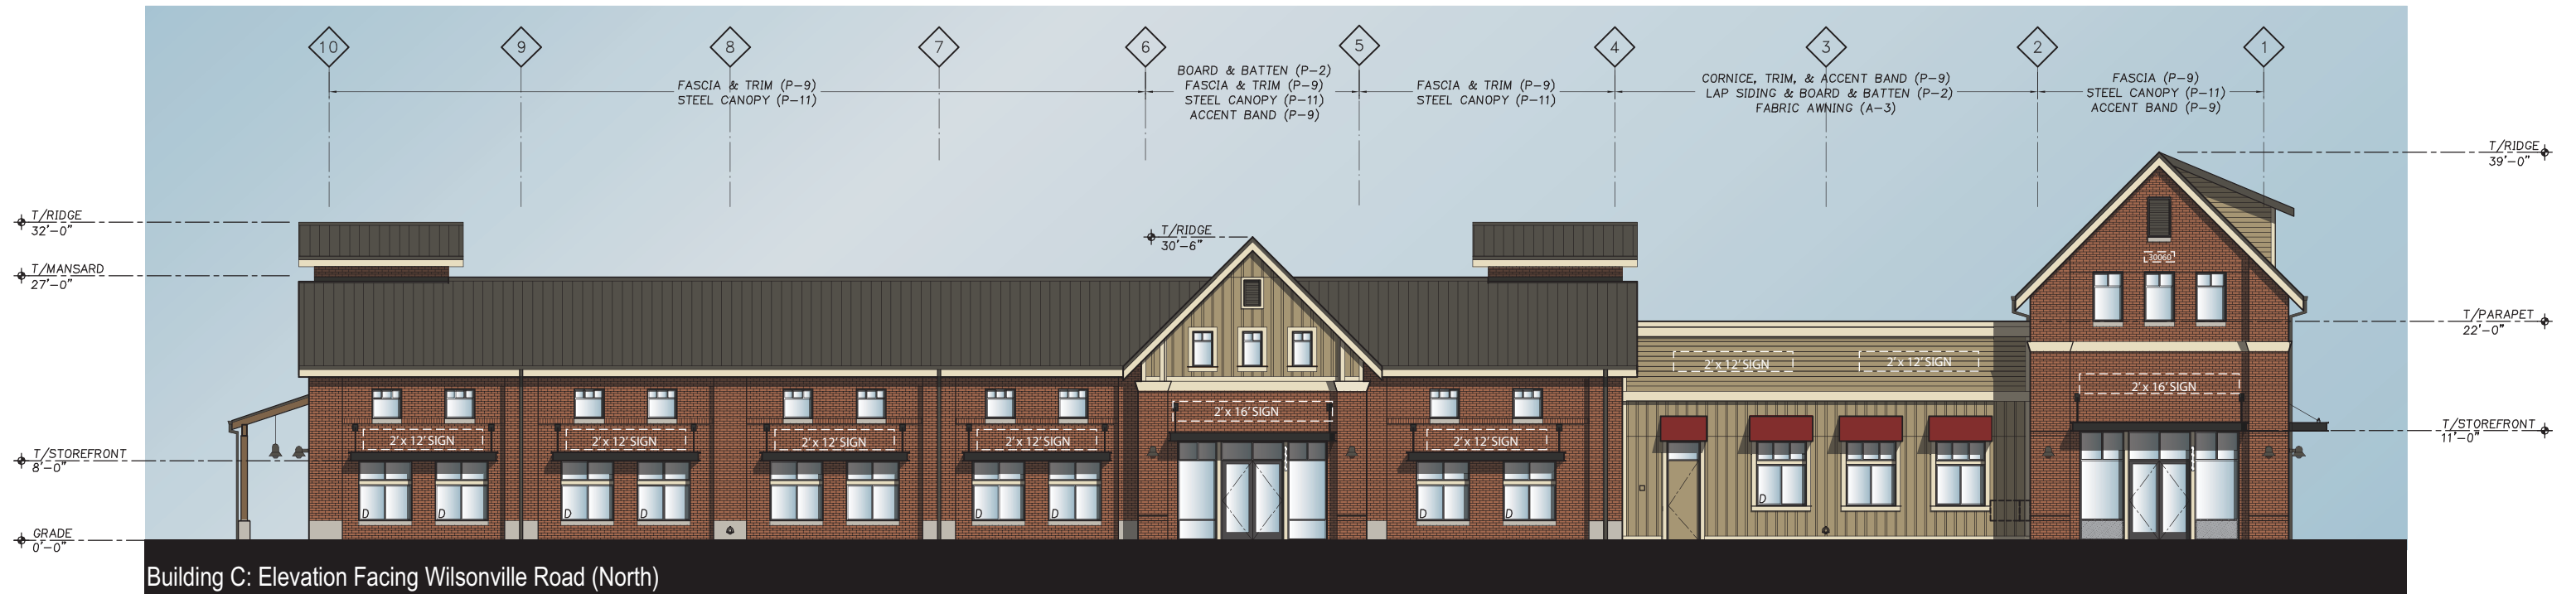 10 9 8 7 6 5 4 3 2 1
FASCIA & TRIM (P-9)
STEEL CANOPY (P-11)
BOARD & BATTEN (P-2)
FASCIA & TRIM (P-9)
STEEL CANOPY (P-11)
ACCENT BAND (P-9)
FASCIA & TRIM (P-9)
STEEL CANOPY (P-11)
CORNICE, TRIM, & ACCENT BAND (P-9)
LAP SIDING & BOARD & BATTEN (P-2)
FABRIC AWNING (A-3)
FASCIA (P-9)
STEEL CANOPY (P-11)
ACCENT BAND (P-9)
T/RIDGE
39'-0"
T/RIDGE
32'-0"
T/RIDGE
30'-6"
T/MANSARD
27'-0"
30060
T/PARAPET
22'-0"
2' x 12' SIGN
2' x 12' SIGN
2' x 16' SIGN
2' x 16' SIGN
2' x 12' SIGN
2' x 12' SIGN
2' x 12' SIGN
2' x 12' SIGN
2' x 12' SIGN
T/STOREFRONT
11'-0"
T/STOREFRONT
8'-0"
D
D
D
D
D
D
D
D
D
GRADE
0'-0"
Building C: Elevation Facing Wilsonville Road (North)